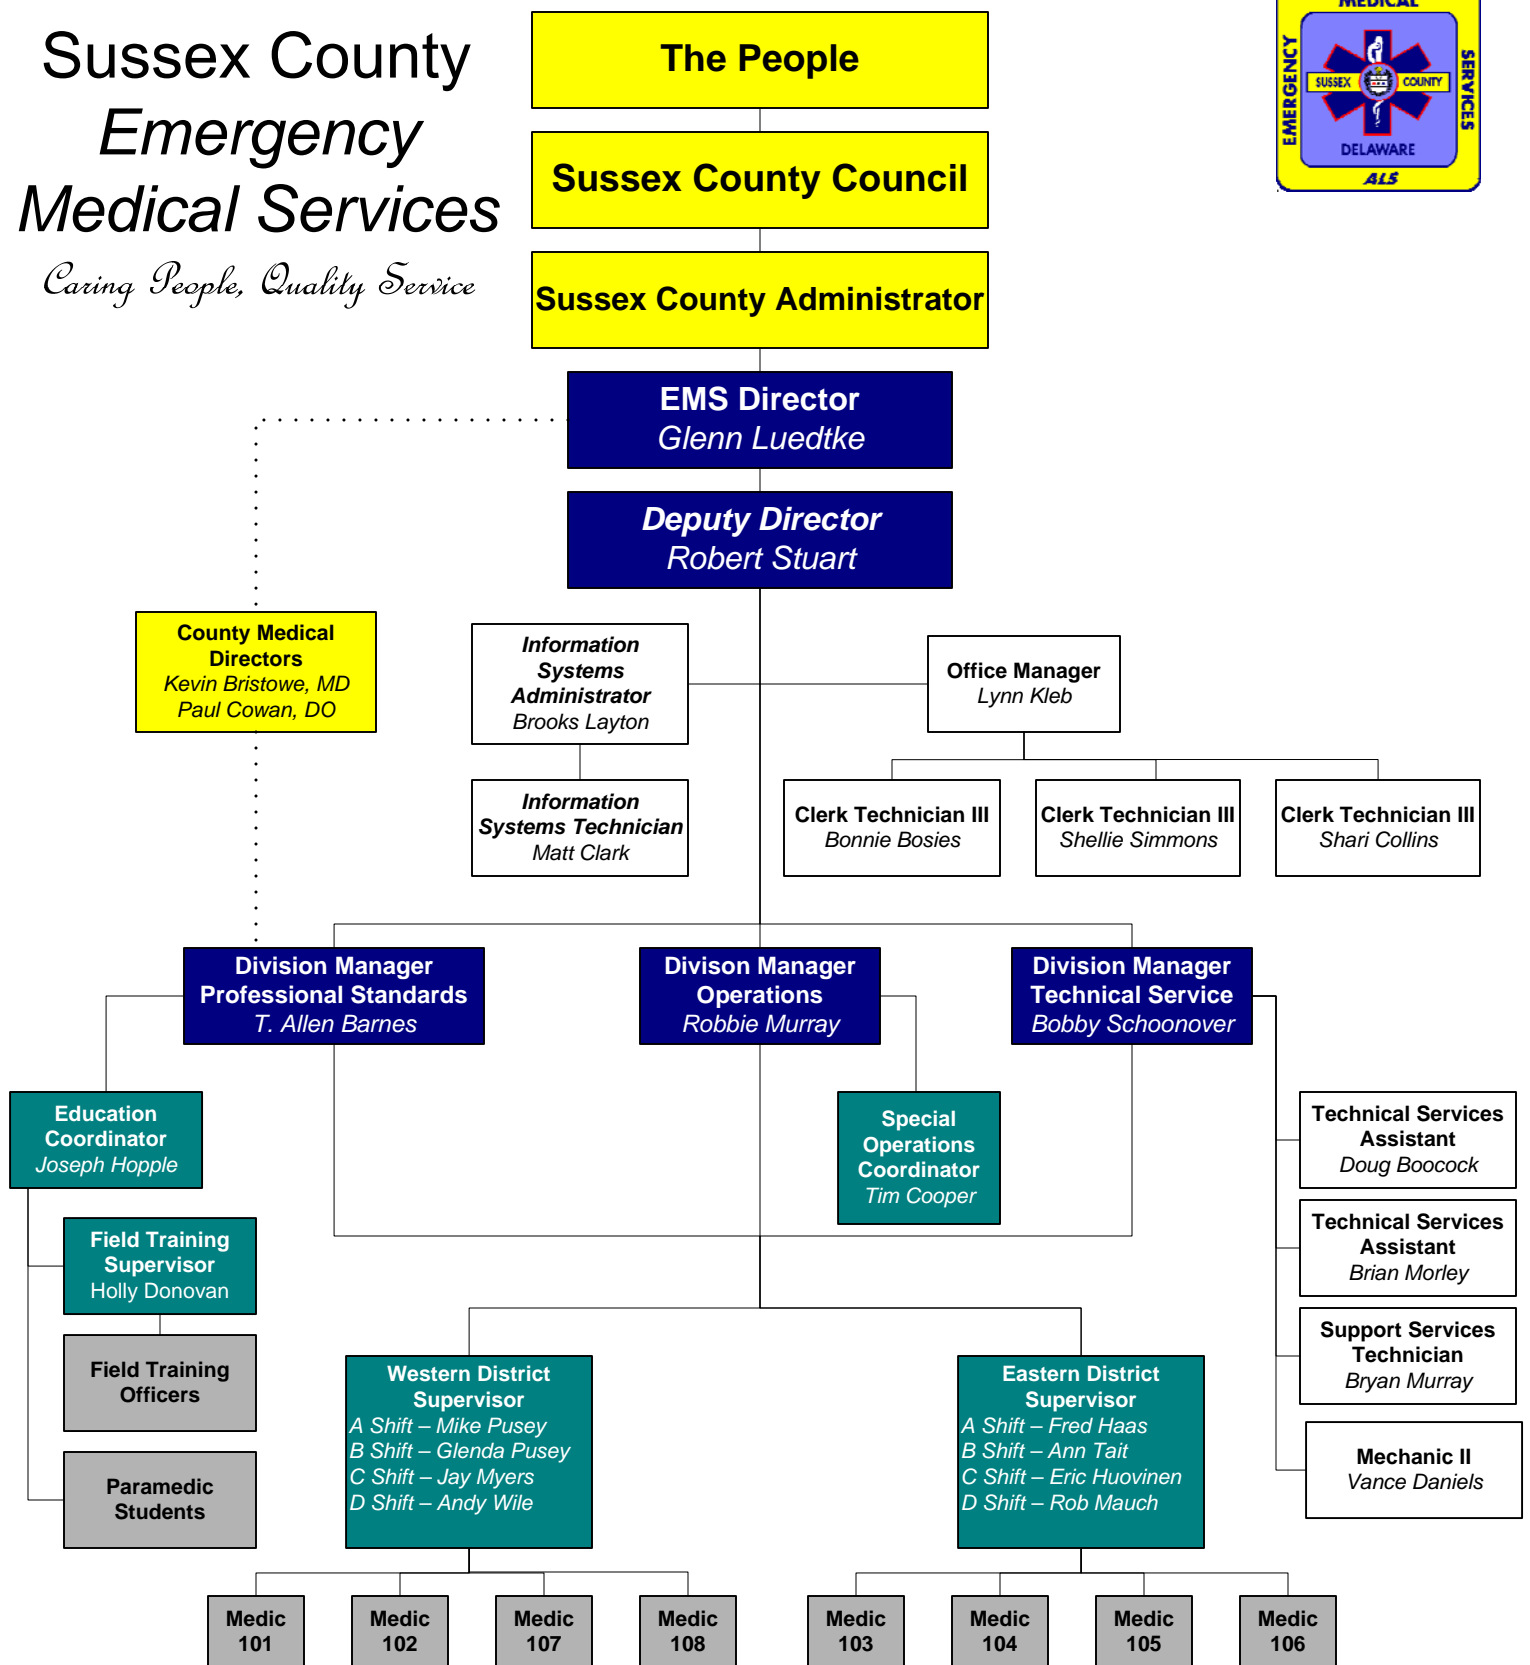 Sussex County
Emergency
Medical Services
Caring People, Quality Service
MEDICAL
EMERGENCY
SERVICES
SUSSEX
COUNTY
DELAWARE
ALS
The People
Sussex County Council
Sussex County Administrator
EMS Director
Glenn Luedtke
Deputy Director
Robert Stuart
County Medical
Directors
Kevin Bristowe, MD
Paul Cowan, DO
Information
Systems
Administrator
Brooks Layton
Office Manager
Lynn Kleb
Information
Systems Technician
Matt Clark
Clerk Technician III
Bonnie Bosies
Clerk Technician III
Shellie Simmons
Clerk Technician III
Shari Collins
Division Manager
Professional Standards
T. Allen Barnes
Divison Manager
Operations
Robbie Murray
Division Manager
Technical Service
Bobby Schoonover
Education
Coordinator
Joseph Hopple
Special
Operations
Coordinator
Tim Cooper
Technical Services
Assistant
Doug Boocock
Field Training
Supervisor
Holly Donovan
Technical Services
Assistant
Brian Morley
Field Training
Officers
Support Services
Technician
Bryan Murray
Paramedic
Students
Western District
Supervisor
A Shift – Mike Pusey
B Shift – Glenda Pusey
C Shift – Jay Myers
D Shift – Andy Wile
Eastern District
Supervisor
A Shift – Fred Haas
B Shift – Ann Tait
C Shift – Eric Huovinen
D Shift – Rob Mauch
Mechanic II
Vance Daniels
Medic
101
Medic
102
Medic
107
Medic
108
Medic
103
Medic
104
Medic
105
Medic
106